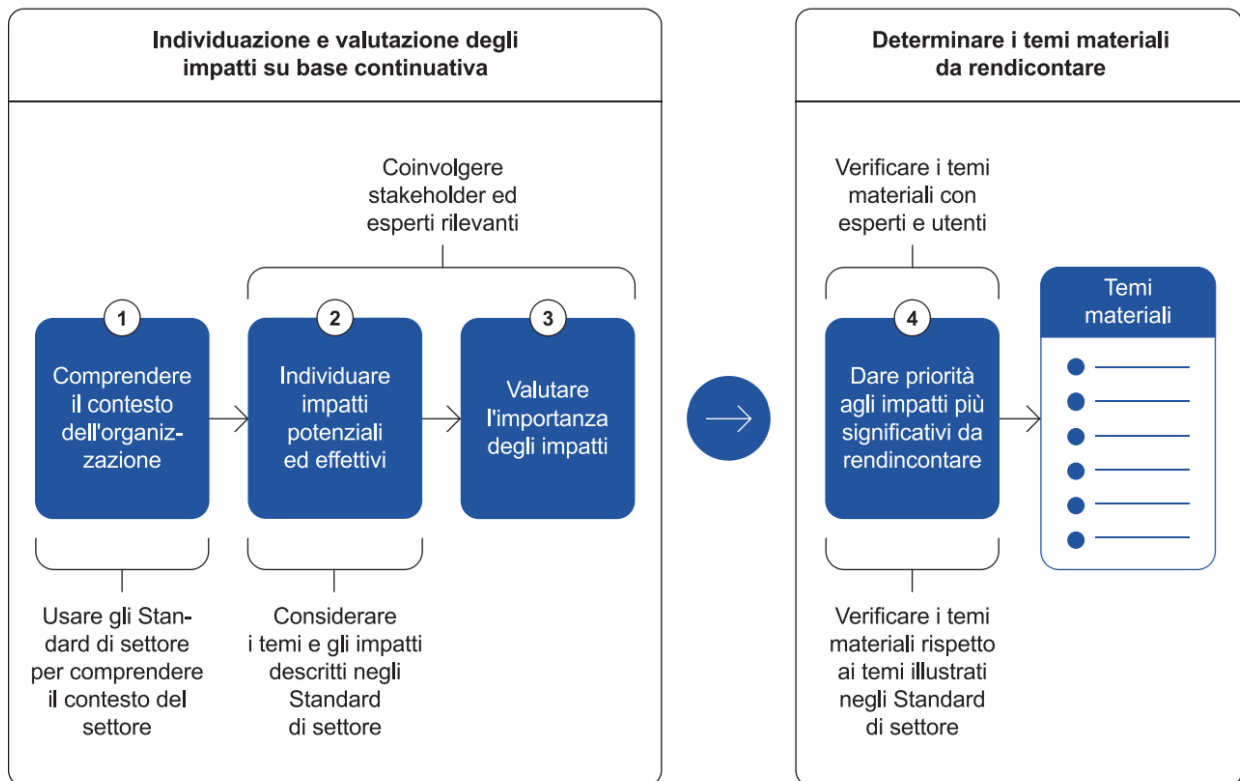 Individuazione e valutazione degli
impatti su base continuativa
Coinvolgere
stakeholder ed
esperti rilevanti
1
Comprendere
il contesto
dell'organiz-
zazione
2
Individuare
impatti
potenziali
ed effettivi
3
Valutare
l'importanza
degli impatti
Usare gli Stan-
dard di settore
per comprendere
il contesto del
settore
Considerare
i temi e gli impatti
descritti negli
Standard
di settore
Determinare i temi materiali
da rendicontare
Verificare i temi
materiali con
esperti e utenti
4
Dare priorità
agli impatti più
significativi da
rendincontare
Temi
materiali
Verificare i temi
materiali rispetto
ai temi illustrati
negli Standard
di settore